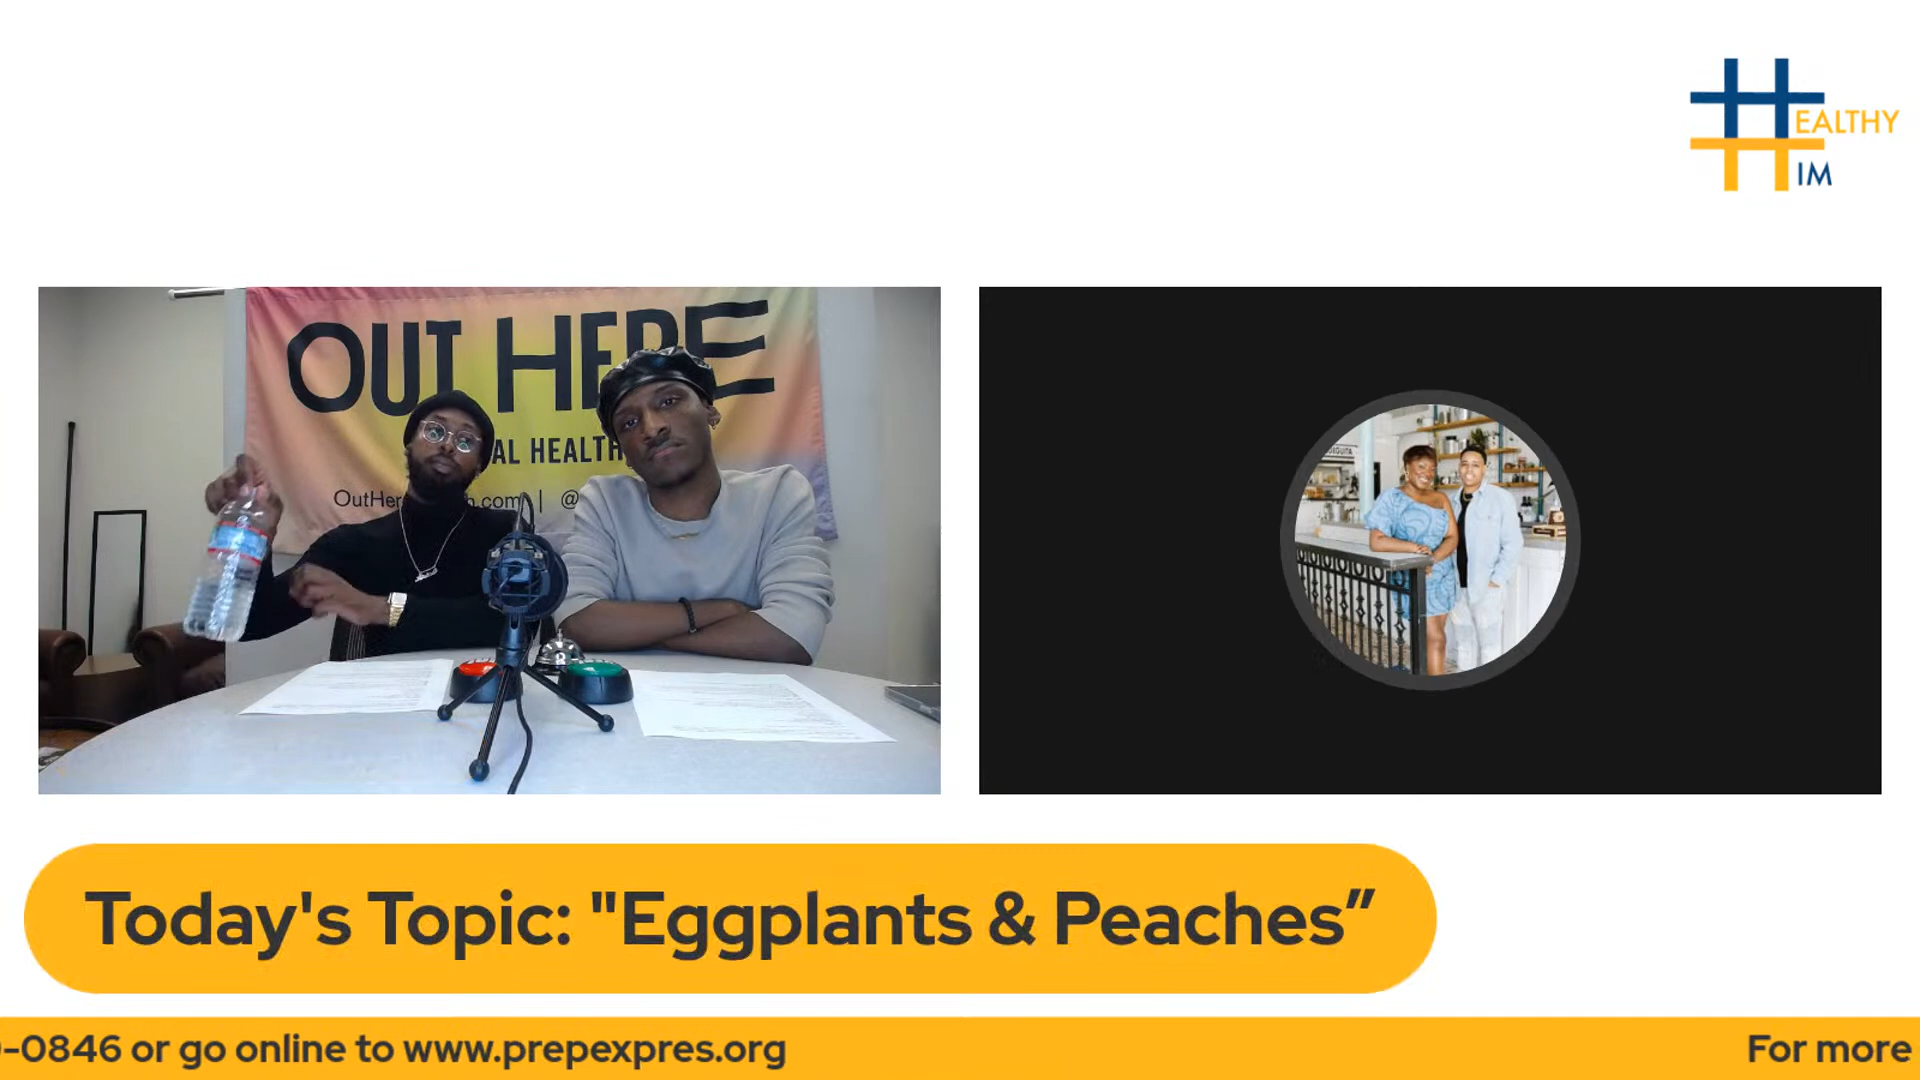 EALTHY
IM
OUT HERE
AL HEALTH
OutHer h.com | @
Today's Topic: "Eggplants & Peaches”
-0846 or go online to www.prepexpres.org
For more